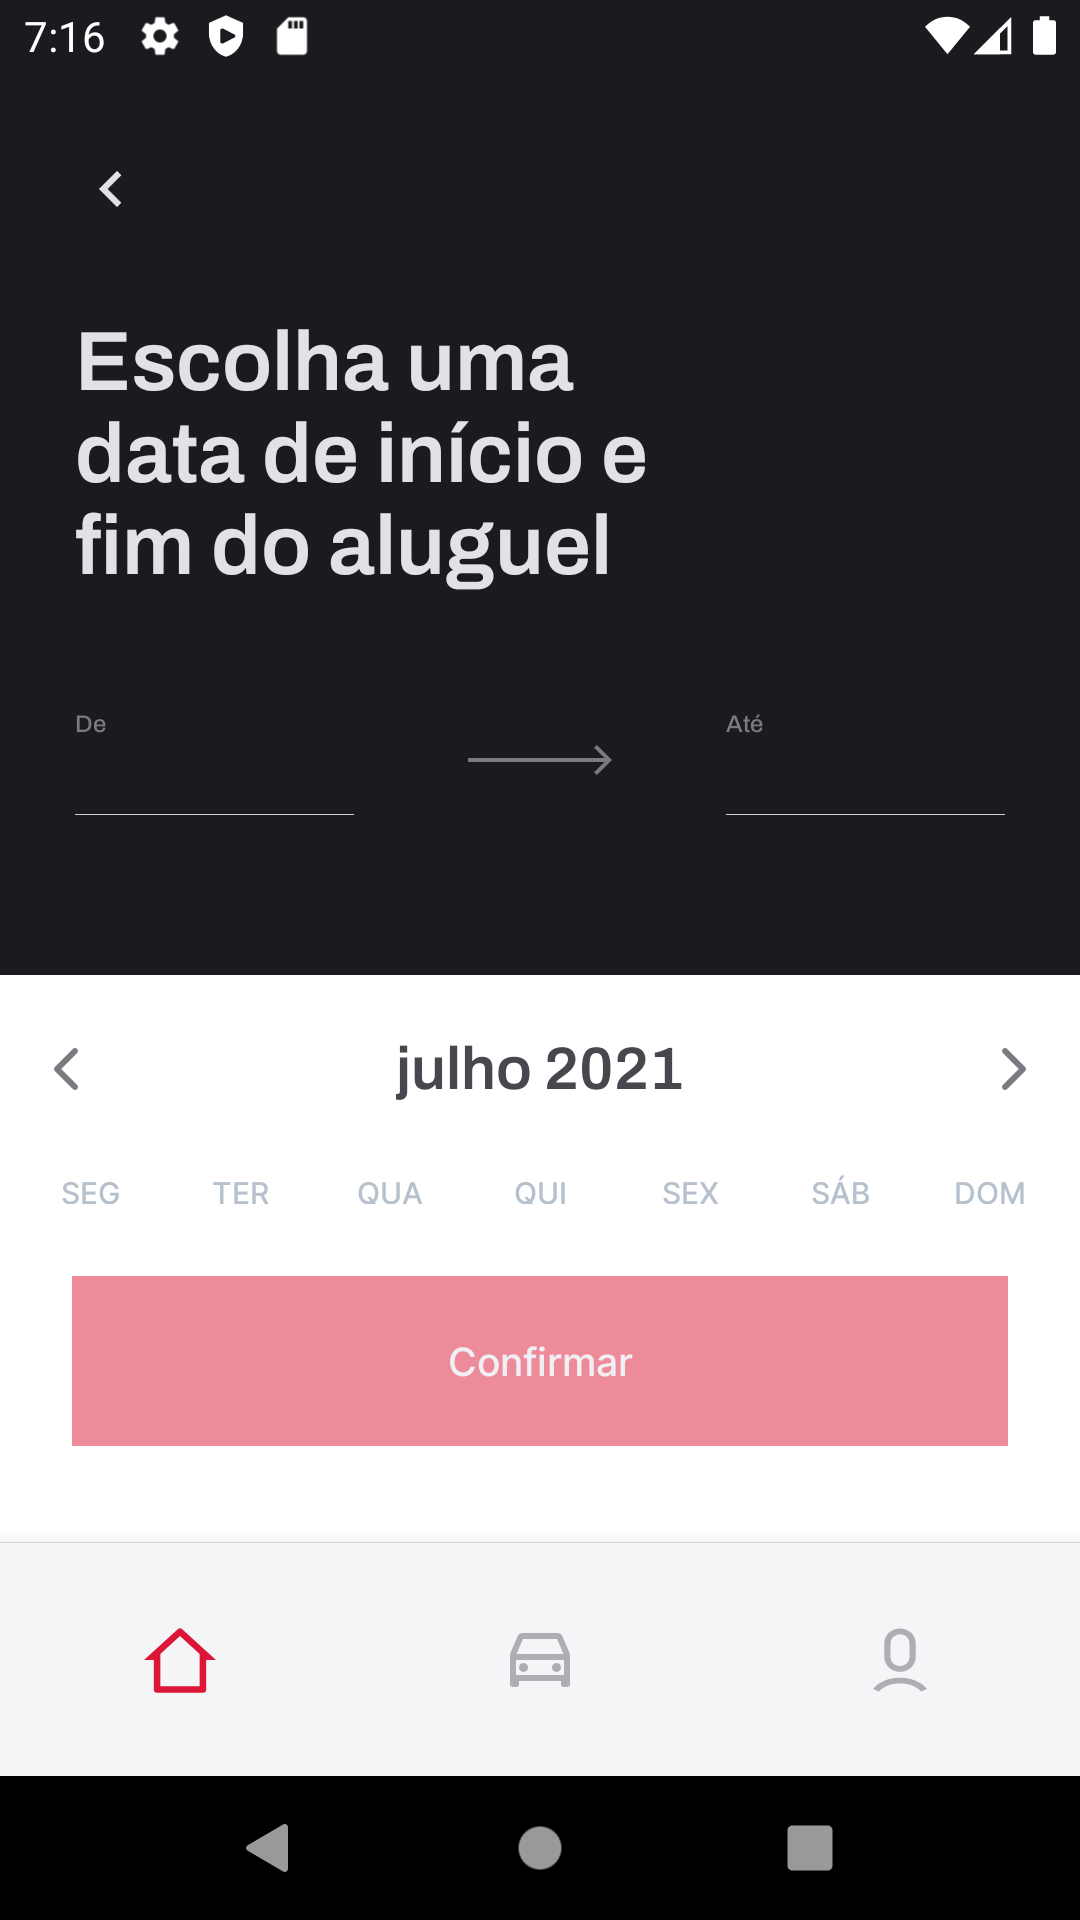 7:16
Escolha uma
data de início e
fim do aluguel
De
Até
julho 2021
SEG TER QUA QUI SEX SÁB DOM
Confirmar